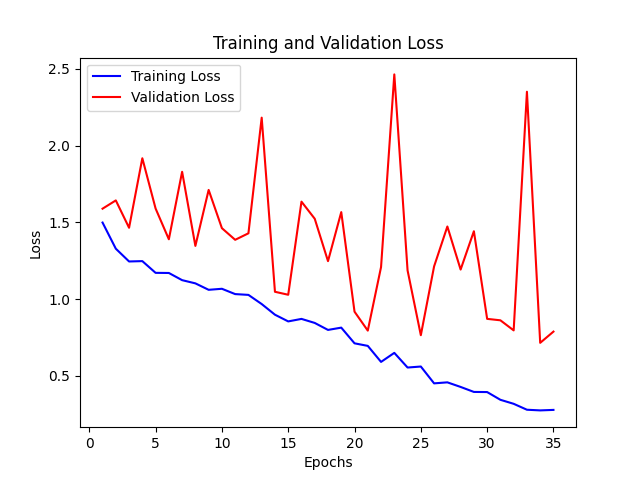 Training and Validation Loss
Training Loss
Validation Loss
2.5
2.0
1.5
1.0
0.5
Loss
0 5 10 15 20 25 30 35
Epochs